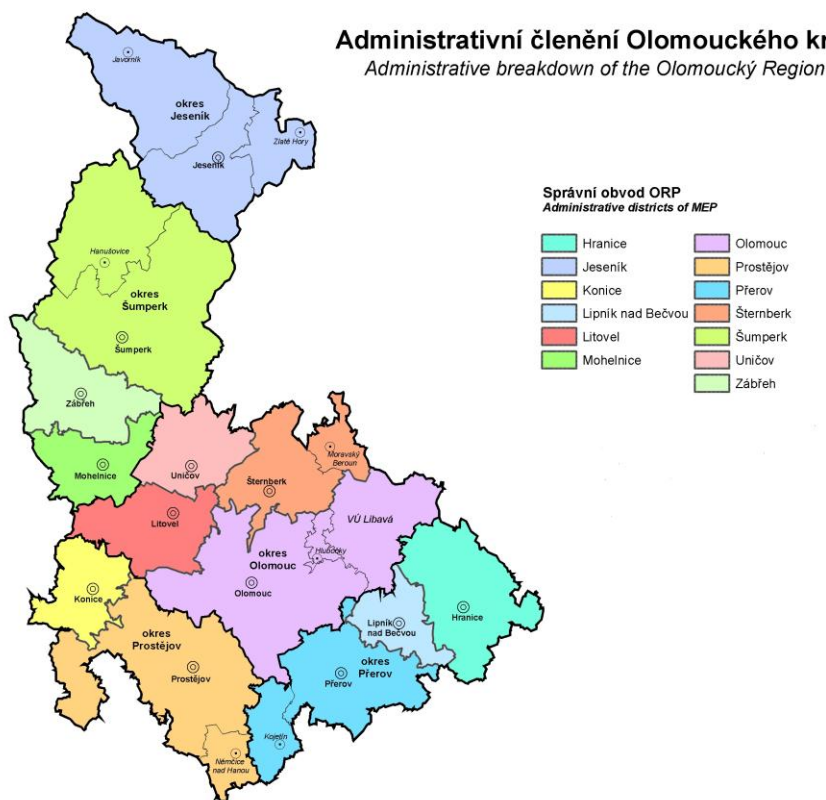 Administrativní členění Olomouckého kr
Administrative breakdown of the Olomoucký Region
Javorník
okres
Jeseník
Zlaté Hory
Jeseník
Správní obvod ORP
Administrative districts of MEP
Hranice
Olomouc
Jeseník
Prostějov
Konice
Přerov
Lipník nad Bečvou
Šternberk
Litovel
Šumperk
Mohelnice
Uničov
Zábřeh
Hanušovice
okres
Šumperk
Šumperk
Zábřeh
Moravský
Beroun
Mohelnice
Uničov
Šternberk
Litovel
VÚ Libavá
okres
Olomouc
Hlubočky
Olomouc
Konice
Hranice
Lipník
nad Bečvou
okres
Prostějov
Prostějov
okres
Přerov
Přerov
Kojetín
Němčice
nad Hanou